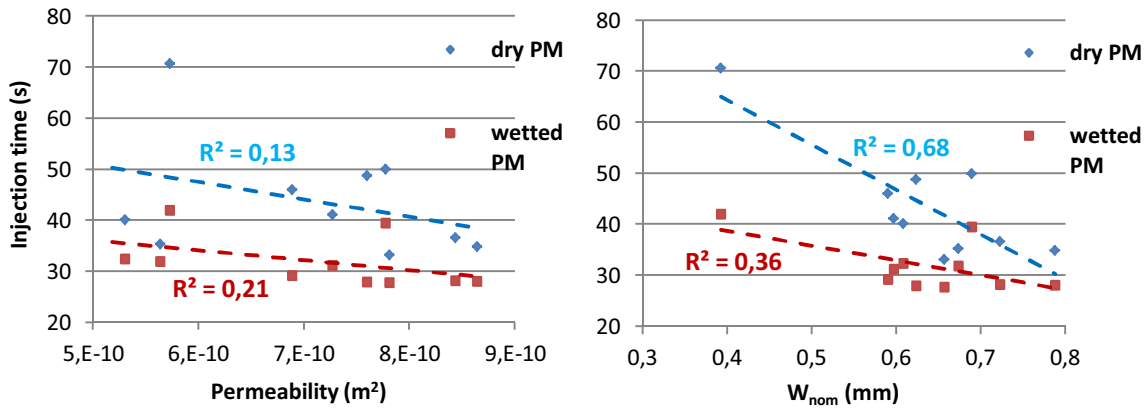 80
70
60
50
40
30
20
Injection time (s)
dry PM
wetted
PM
R² = 0,13
R² = 0,21
5,E-10 6,E-10 7,E-10 8,E-10 9,E-10
Permeability (m²)
80
70
60
50
40
30
20
dry PM
wetted
PM
R² = 0,68
R² = 0,36
0,3 0,4 0,5 0,6 0,7 0,8
Wnom (mm)